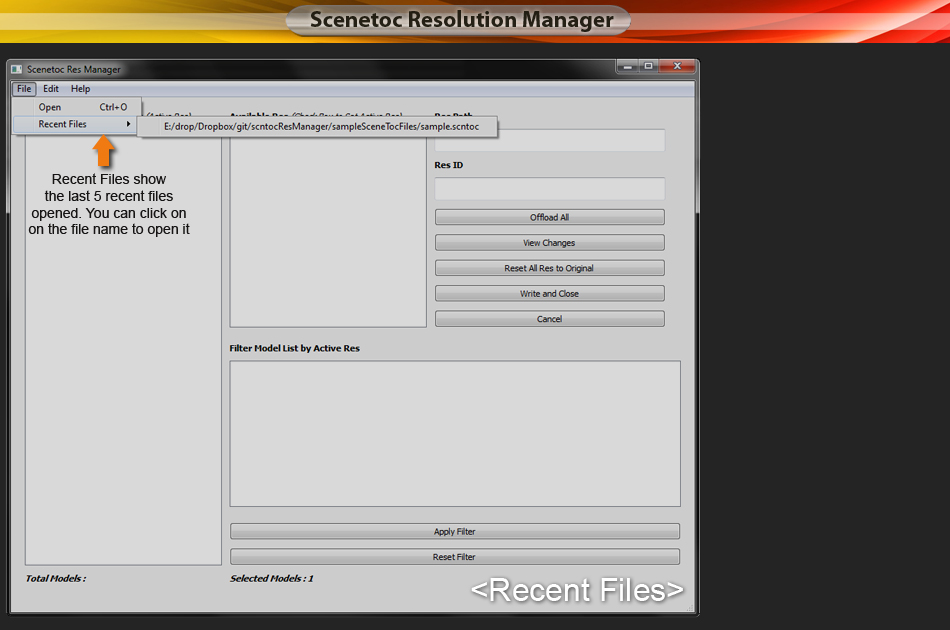 Scenetoc Resolution Manager
Scenetoc Res Manager
File Edit Help
Open Ctrl+O
Recent Files
E:/drop/Dropbox/git/scntocResManager/sampleSceneTocFiles/sample.scntoc
(Active Res)
Available Res (Check Box to Set Active Res)
Res Path
Recent Files show
the last 5 recent files
opened. You can click on
on the file name to open it
Res ID
Offload All
View Changes
Reset All Res to Original
Write and Close
Cancel
Filter Model List by Active Res
Apply Filter
Reset Filter
Total Models :
Selected Models : 1
<Recent Files>